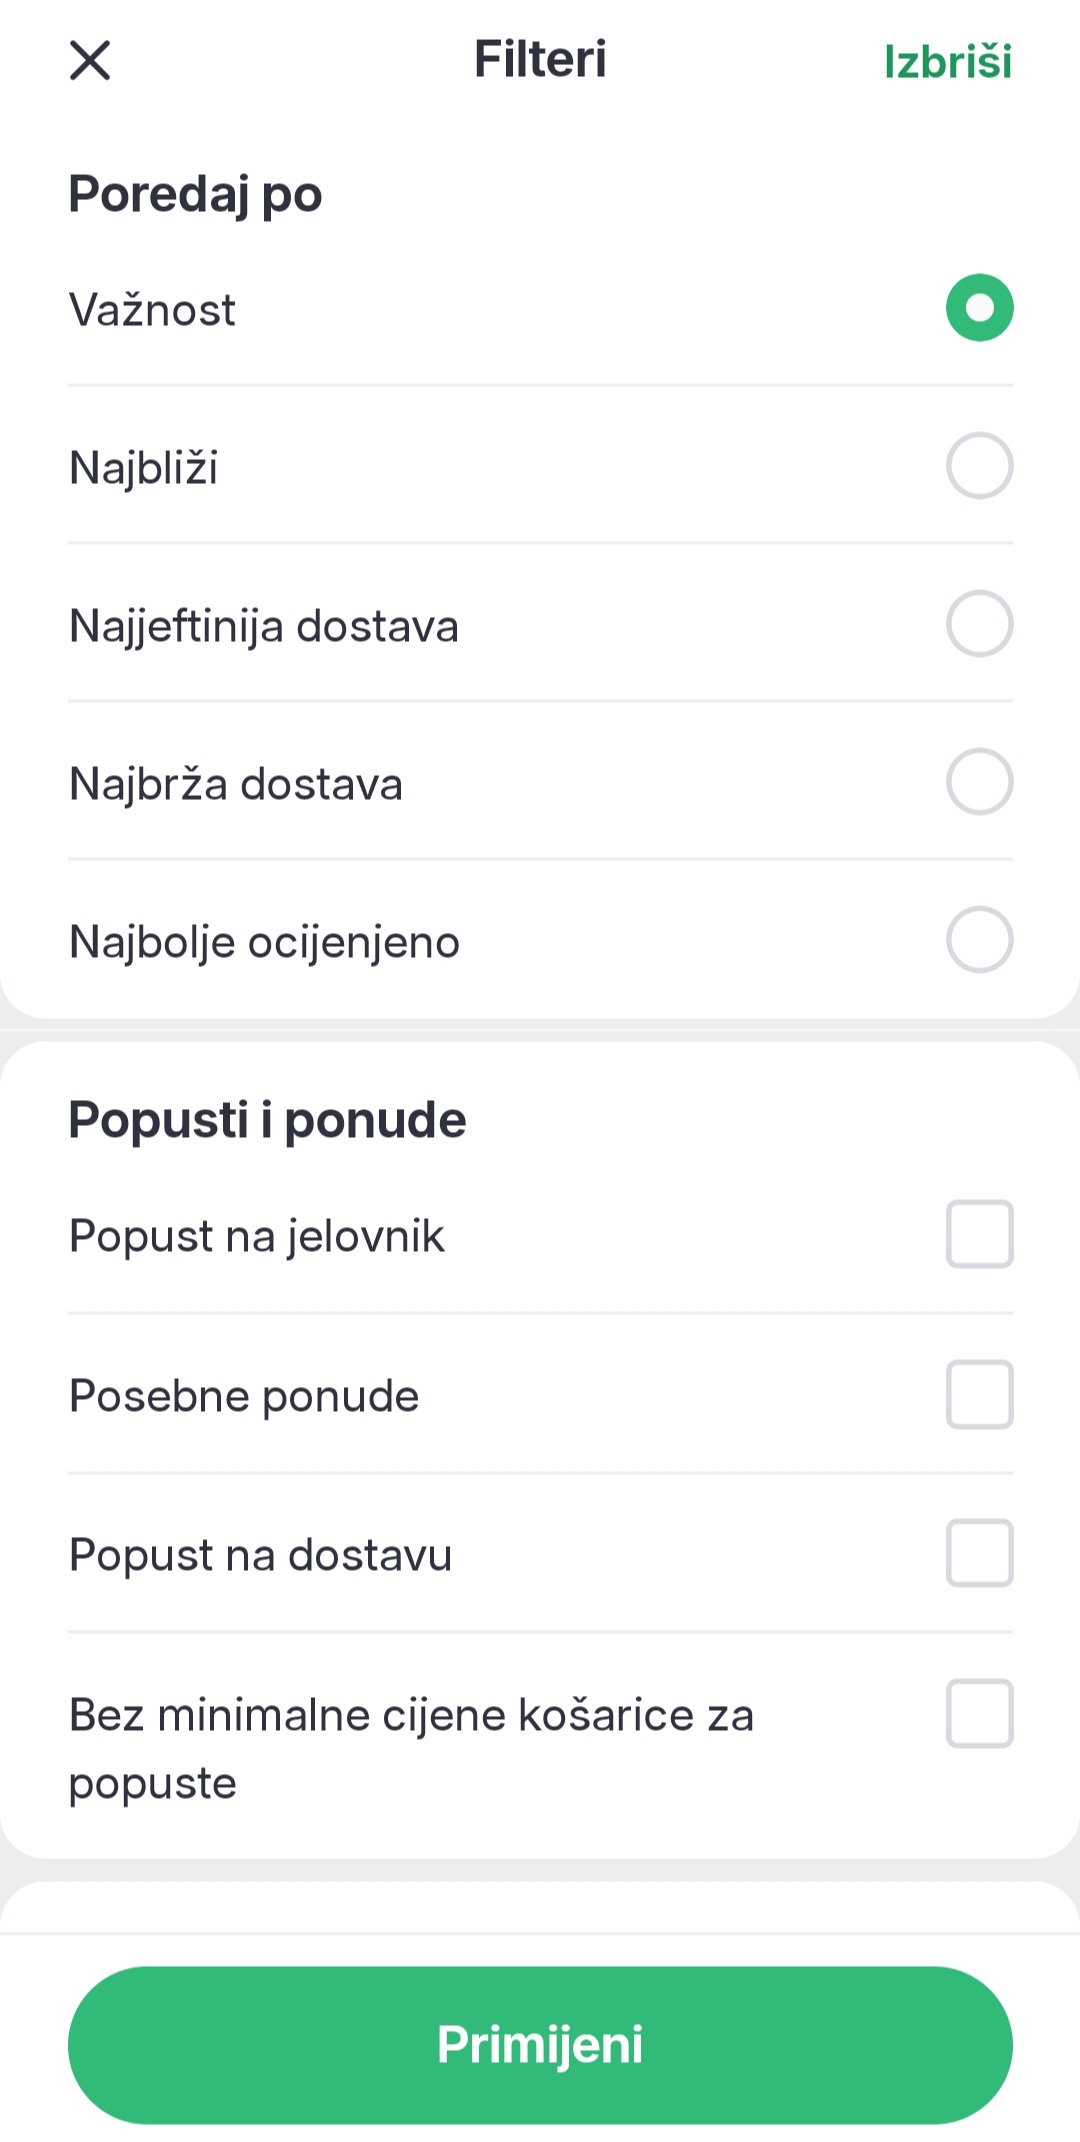 Filteri
Izbriši
Poredaj po
Važnost
Najbliži
Najjeftinija dostava
Najbrža dostava
Najbolje ocijenjeno
Popusti i ponude
Popust na jelovnik
Posebne ponude
Popust na dostavu
Bez minimalne cijene košarice za
popuste
Primijeni